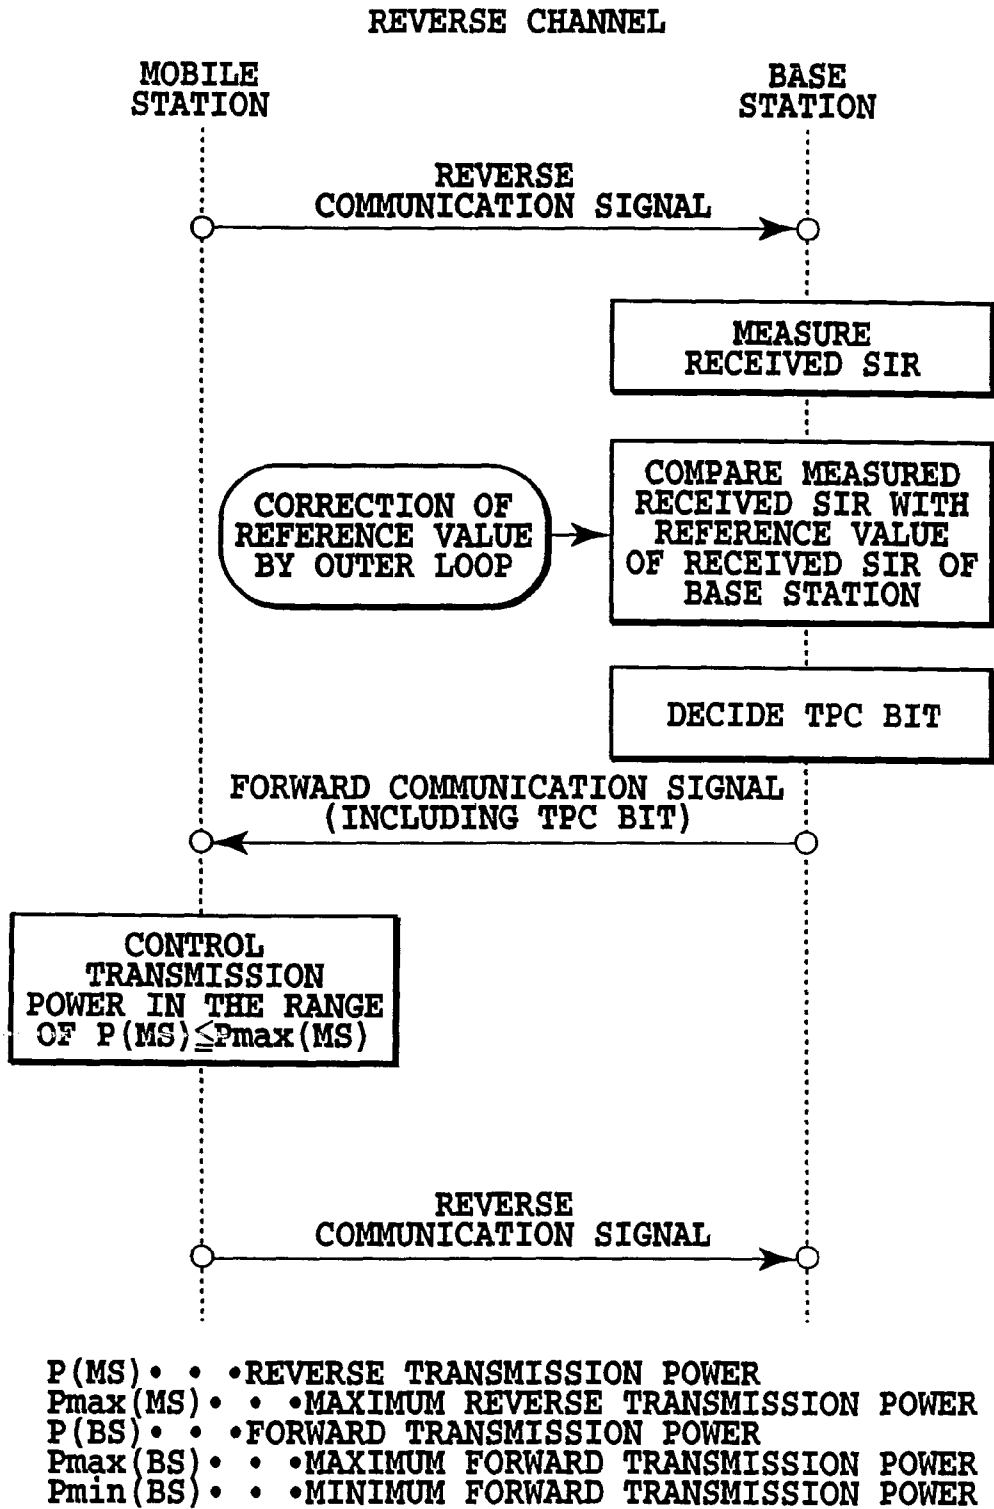 REVERSE CHANNEL
MOBILE
STATION
BASE
STATION
REVERSE
COMMUNICATION SIGNAL
MEASURE
RECEIVED SIR
CORRECTION OF
REFERENCE VALUE
BY OUTER LOOP
COMPARE MEASURED
RECEIVED SIR WITH
REFERENCE VALUE
OF RECEIVED SIR OF
BASE STATION
DECIDE TPC BIT
FORWARD COMMUNICATION SIGNAL
(INCLUDING TPC BIT)
CONTROL
TRANSMISSION
POWER IN THE RANGE
OF P(MS)≦Pmax(MS)
REVERSE
COMMUNICATION SIGNAL
P(MS)• • •REVERSE TRANSMISSION POWER
Pmax(MS)• • •MAXIMUM REVERSE TRANSMISSION POWER
P(BS)• • •FORWARD TRANSMISSION POWER
Pmax(BS)• • •MAXIMUM FORWARD TRANSMISSION POWER
Pmin(BS)• • •MINIMUM FORWARD TRANSMISSION POWER